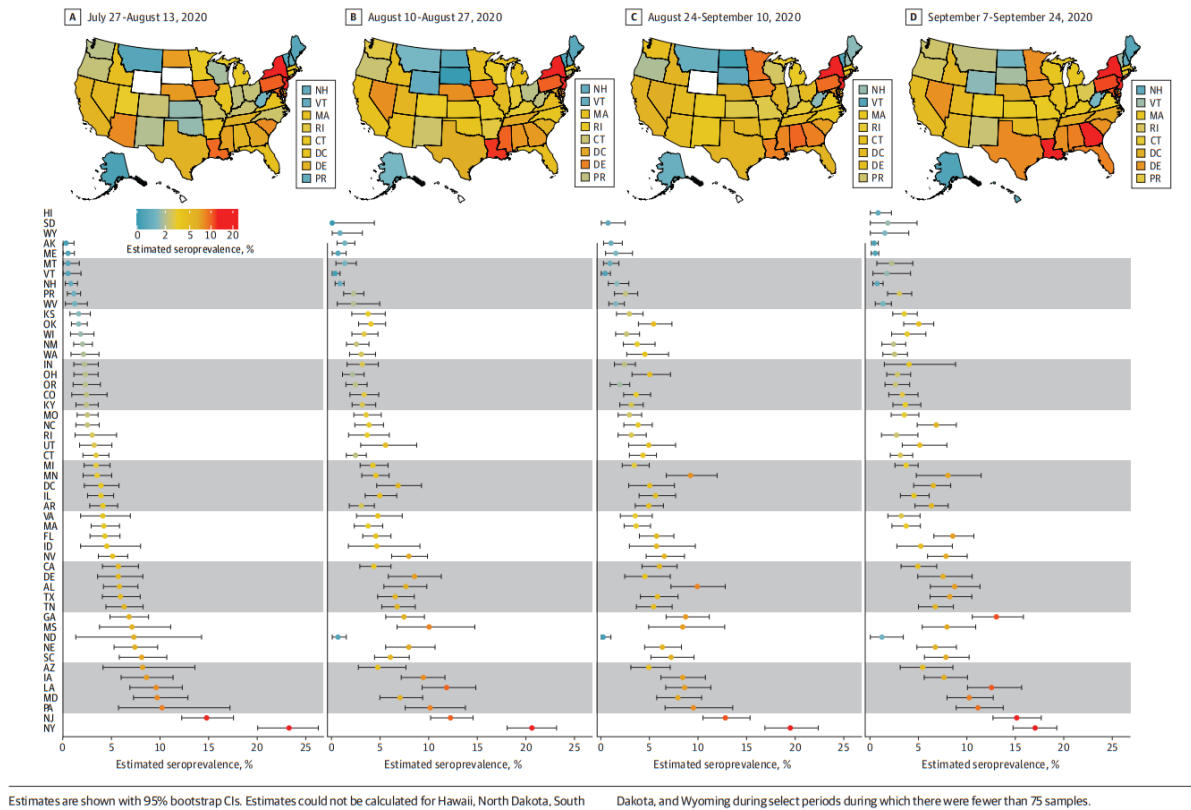 A July 27-August 13, 2020
B August 10-August 27, 2020
C August 24-September 10, 2020
D September 7-September 24, 2020
NH NH NH NH
VT VT VT VT
MA MA MA MA
RI RI RI RI
CT CT CT CT
DC DC DC DC
DE DE DE DE
PR PR PR PR
0 2 5 10 20
Estimated seroprevalence, %
HI
SD
WY
AK
ME
MT
VT
NH
PR
WV
KS
OK
WI
NM
WA
IN
OH
OR
CO
KY
MO
NC
RI
UT
CT
MI
MN
DC
IL
AR
VA
MA
FL
ID
NV
CA
DE
AL
TX
TN
GA
MS
ND
NE
SC
AZ
IA
LA
MD
PA
NJ
NY
0 5 10 15 20 25 0 5 10 15 20 25 0 5 10 15 20 25 0 5 10 15 20 25
Estimated seroprevalence, % Estimated seroprevalence, % Estimated seroprevalence, % Estimated seroprevalence, %
Estimates are shown with 95% bootstrap CIs. Estimates could not be calculated for Hawaii, North Dakota, South
Dakota, and Wyoming during select periods during which there were fewer than 75 samples.